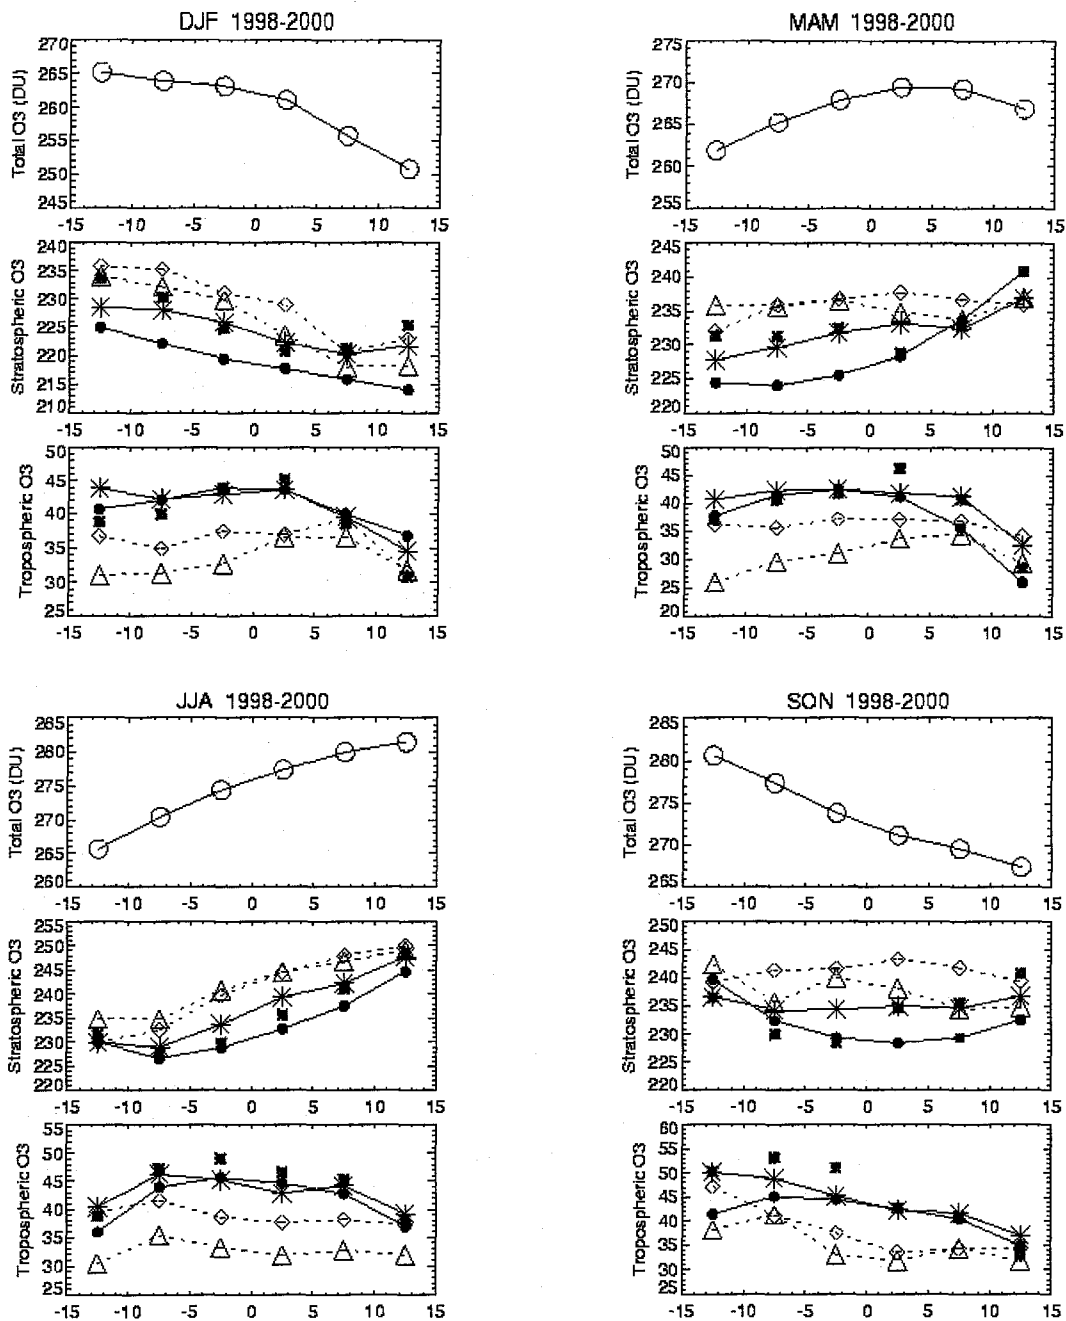 DJF 1998-2000
Total O3 (DU)
270
265
260
255
250
245
-15 -10 -5 0 5 10 15
Stratospheric O3
240
235
230
225
220
215
210
-15 -10 -5 0 5 10 15
Tropospheric O3
50
45
40
35
30
25
-15 -10 -5 0 5 10 15
MAM 1998-2000
Total O3 (DU)
275
270
265
260
255
-15 -10 -5 0 5 10 15
Stratospheric O3
245
240
235
230
225
220
-15 -10 -5 0 5 10 15
Tropospheric O3
50
45
40
35
30
25
20
-15 -10 -5 0 5 10 15
JJA 1998-2000
Total O3 (DU)
285
280
275
270
265
260
-15 -10 -5 0 5 10 15
Stratospheric O3
255
250
245
240
235
230
225
220
-15 -10 -5 0 5 10 15
Tropospheric O3
55
50
45
40
35
30
25
-15 -10 -5 0 5 10 15
SON 1998-2000
Total O3 (DU)
285
280
275
270
265
-15 -10 -5 0 5 10 15
Stratospheric O3
250
245
240
235
230
225
220
-15 -10 -5 0 5 10 15
Tropospheric O3
60
55
50
45
40
35
30
25
-15 -10 -5 0 5 10 15